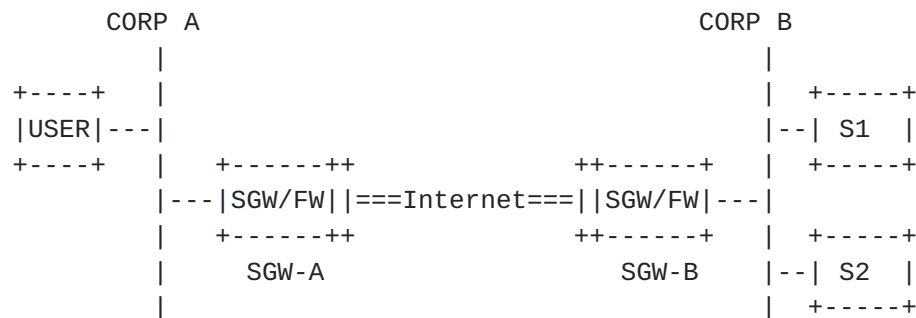 CORP A CORP B
| |
+----+ | | +-----+
|USER|---| |--| S1 |
+----+ | +------++ ++------+ | +-----+
|---|SGW/FW||===Internet===||SGW/FW|---|
| +------++ ++------+ | +-----+
| SGW-A SGW-B |--| S2 |
| | +-----+